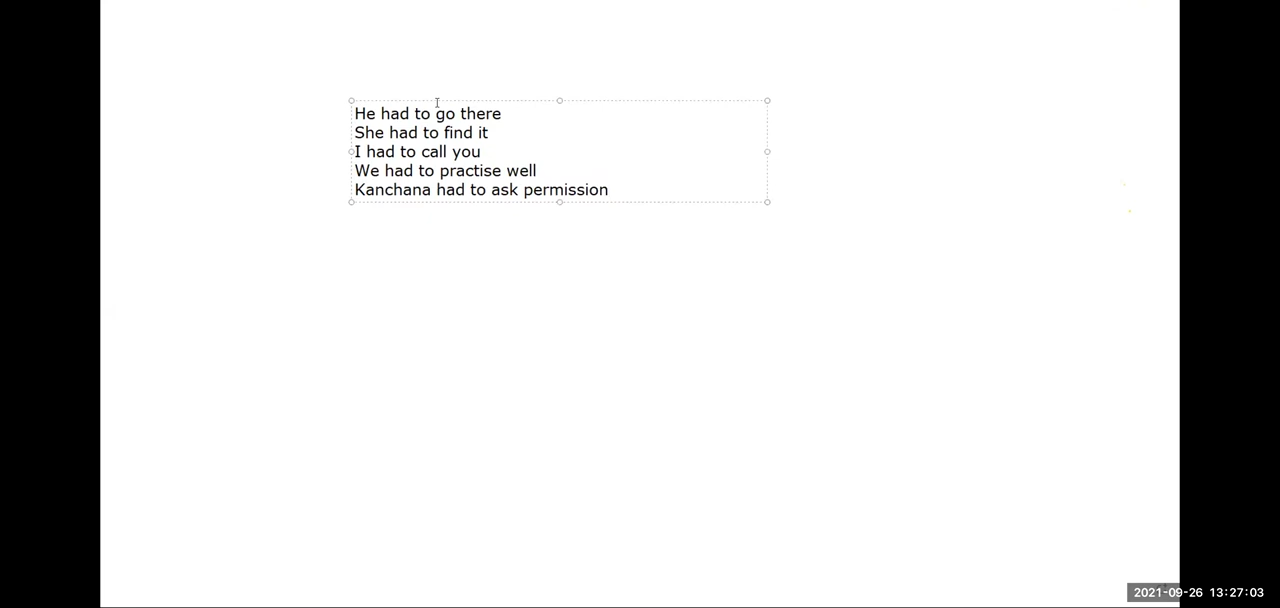 He had to go there
She had to find it
I had to call you
We had to practise well
Kanchana had to ask permission
2021-09-26 13:27:03